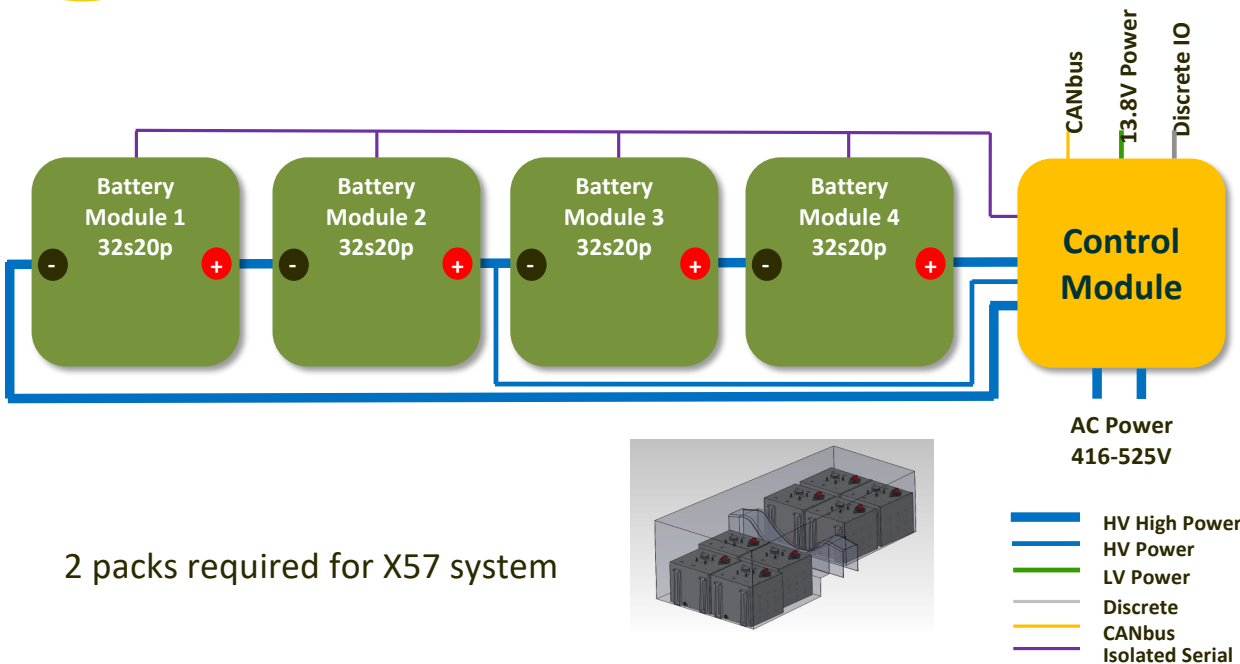 CANbus
13.8V Power
Discrete IO
Battery
Module 1
32s20p
-
+
Battery
Module 2
32s20p
-
+
Battery
Module 3
32s20p
-
+
Battery
Module 4
32s20p
-
+
Control
Module
AC Power
416-525V
2 packs required for X57 system
HV High Power
HV Power
LV Power
Discrete
CANbus
Isolated Serial